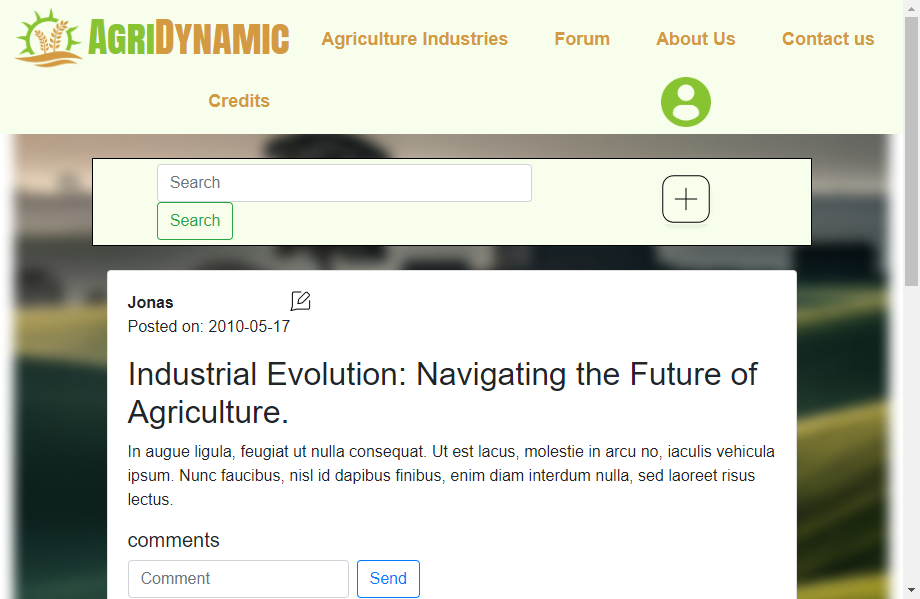 AGRIDYNAMIC
Agriculture Industries
Forum
About Us
Contact us
Credits
Search
Search
Jonas
Posted on: 2010-05-17
Industrial Evolution: Navigating the Future of
Agriculture.
In augue ligula, feugiat ut nulla consequat. Ut est lacus, molestie in arcu no, iaculis vehicula
ipsum. Nunc faucibus, nisl id dapibus finibus, enim diam interdum nulla, sed laoreet risus
lectus.
comments
Comment
Send